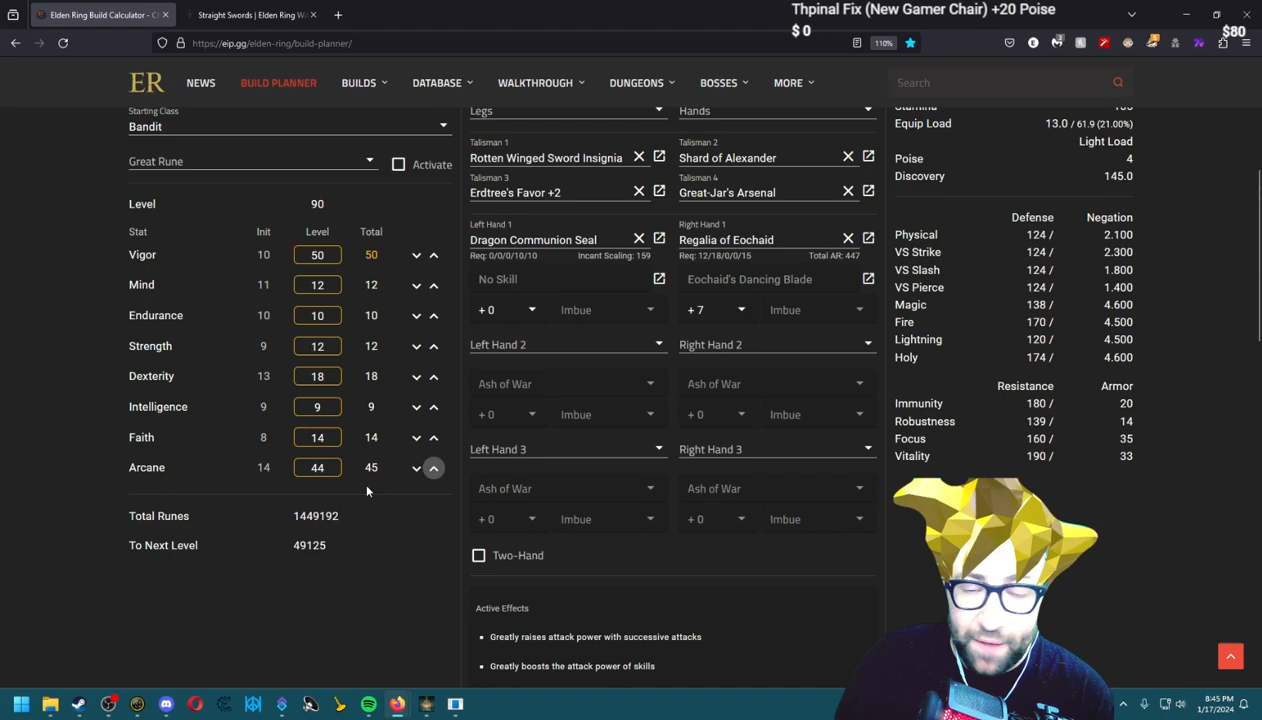 Elden Ring Build Calculator - C
Straight Swords | Elden Ring Wi
Thpinal Fix (New Gamer Chair) +20 Poise
$ 0
$80
https://eip.gg/elden-ring/build-planner/
110%
ER NEWS BUILD PLANNER BUILDS DATABASE WALKTHROUGH DUNGEONS BOSSES MORE Search
Starting Class
Bandit
Great Rune Activate
Level 90
Stat Init Level Total
Vigor 10 50 50
Mind 11 12 12
Endurance 10 10 10
Strength 9 12 12
Dexterity 13 18 18
Intelligence 9 9 9
Faith 8 14 14
Arcane 14 44 45
Total Runes 1449192
To Next Level 49125
Legs Hands
Talisman 1 Talisman 2
Rotten Winged Sword Insignia Shard of Alexander
Talisman 3 Talisman 4
Erdtree's Favor +2 Great-Jar's Arsenal
Left Hand 1 Right Hand 1
Dragon Communion Seal Regalia of Eochaid
Req: 0/0/0/10/10 Incant Scaling: 159 Req: 12/18/0/0/15 Total AR: 447
No Skill Eochaid's Dancing Blade
+ 0 Imbue + 7 Imbue
Left Hand 2 Right Hand 2
Ash of War Ash of War
+ 0 Imbue + 0 Imbue
Left Hand 3 Right Hand 3
Ash of War Ash of War
+ 0 Imbue + 0 Imbue
Two-Hand
Active Effects
Greatly raises attack power with successive attacks
Greatly boosts the attack power of skills
Equip Load 13.0 / 61.9 (21.00%)
Light Load
Poise 4
Discovery 145.0
Defense Negation
Physical 124 / 2.100
VS Strike 124 / 2.300
VS Slash 124 / 1.800
VS Pierce 124 / 1.400
Magic 138 / 4.600
Fire 170 / 4.500
Lightning 120 / 4.500
Holy 174 / 4.600
Resistance Armor
Immunity 180 / 20
Robustness 139 / 14
Focus 160 / 35
Vitality 190 / 33
8:45 PM
1/17/2024